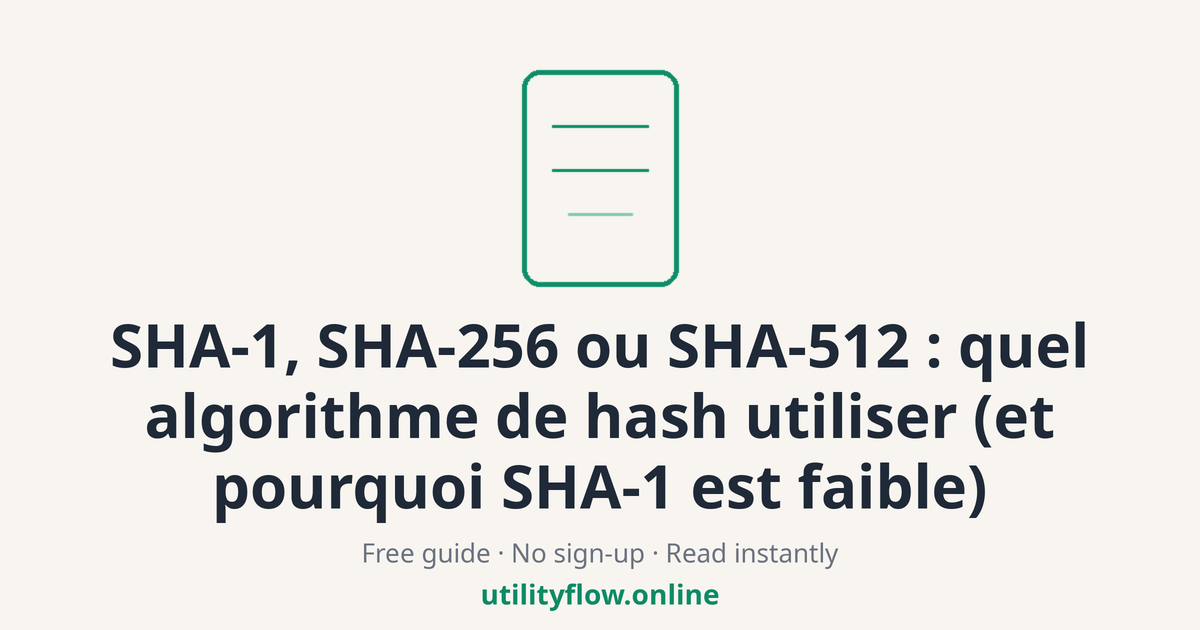 SHA-1, SHA-256 ou SHA-512 : quel
algorithme de hash utiliser (et
pourquoi SHA-1 est faible)
Free guide · No sign-up · Read instantly
utilityflow.online